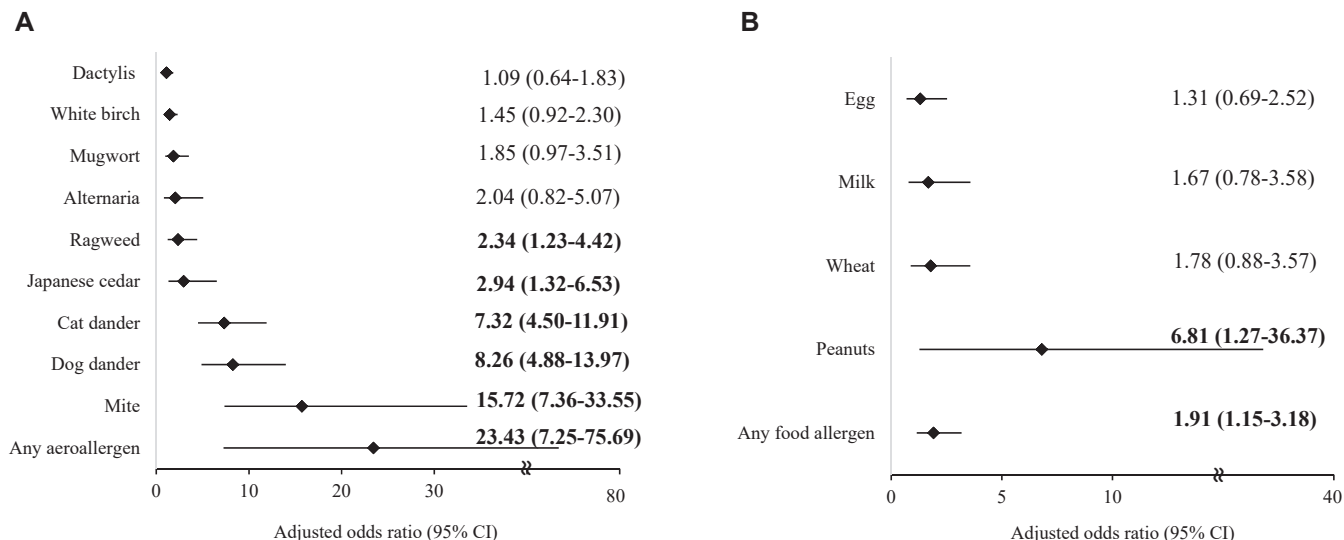 A
Dactylis 1.09 (0.64-1.83)
White birch 1.45 (0.92-2.30)
Mugwort 1.85 (0.97-3.51)
Alternaria 2.04 (0.82-5.07)
Ragweed 2.34 (1.23-4.42)
Japanese cedar 2.94 (1.32-6.53)
Cat dander 7.32 (4.50-11.91)
Dog dander 8.26 (4.88-13.97)
Mite 15.72 (7.36-33.55)
Any aeroallergen 23.43 (7.25-75.69)
0 10 20 30 80
Adjusted odds ratio (95% CI)
B
Egg 1.31 (0.69-2.52)
Milk 1.67 (0.78-3.58)
Wheat 1.78 (0.88-3.57)
Peanuts 6.81 (1.27-36.37)
Any food allergen 1.91 (1.15-3.18)
0 5 10 40
Adjusted odds ratio (95% CI)